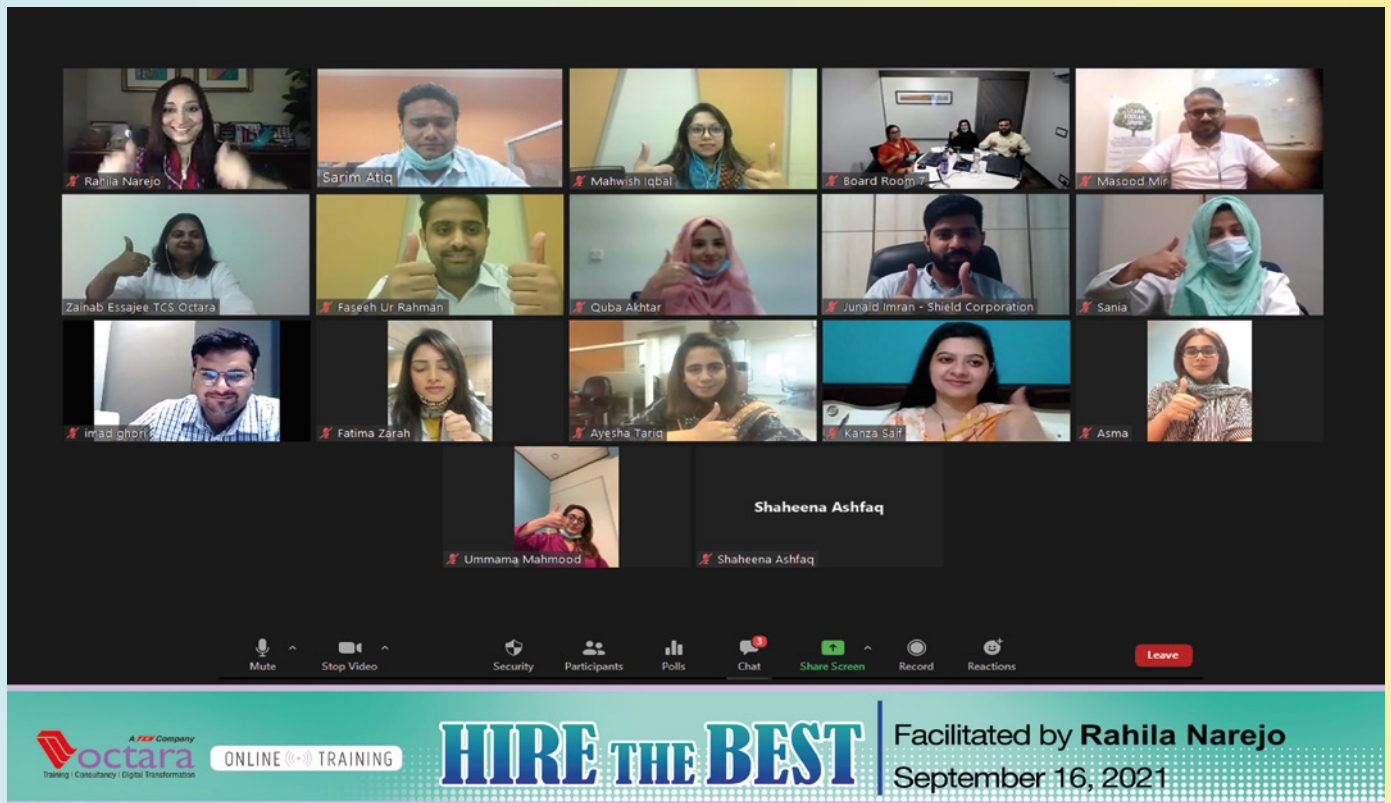 Rahila Narejo
Sarim Atiq
Mahwish Iqbal
Board Room 7
Masood Mir
Zainab Essajee TCS Octara
Faseeh Ur Rahman
Quba Akhtar
Junaid Imran - Shield Corporation
Sania
imad ghori
Fatima Zarah
Ayesha Tariq
Kanza Saif
Asma
Ummama Mahmood
Shaheena Ashfaq
Shaheena Ashfaq
Mute
Stop Video
Security
Participants
Polls
3
Chat
Share Screen
Record
Reactions
Leave
A TCS Company
octara
Training | Consultancy | Digital Transformation
ONLINE TRAINING
HIRE THE BEST
Facilitated by Rahila Narejo
September 16, 2021